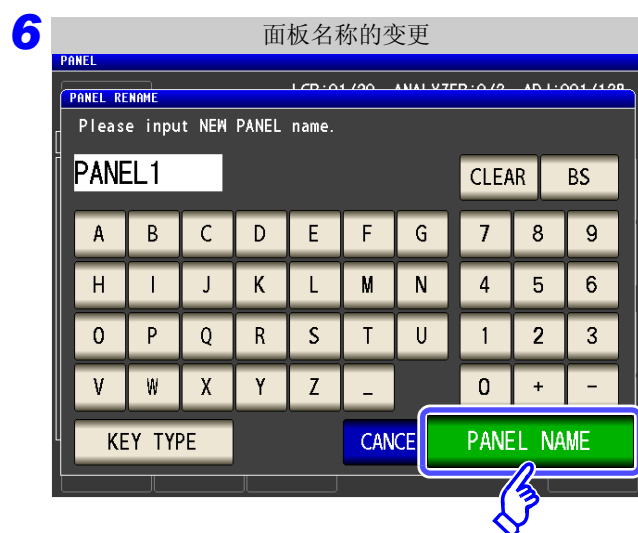 6
面板名称的变更
PANEL
PANEL RENAME
Please input NEW PANEL name.
PANEL1
CLEAR BS
A B C D E F G 7 8 9
H I J K L M N 4 5 6
O P Q R S T U 1 2 3
V W X Y Z _ 0 + -
KEY TYPE CANCE PANEL NAME